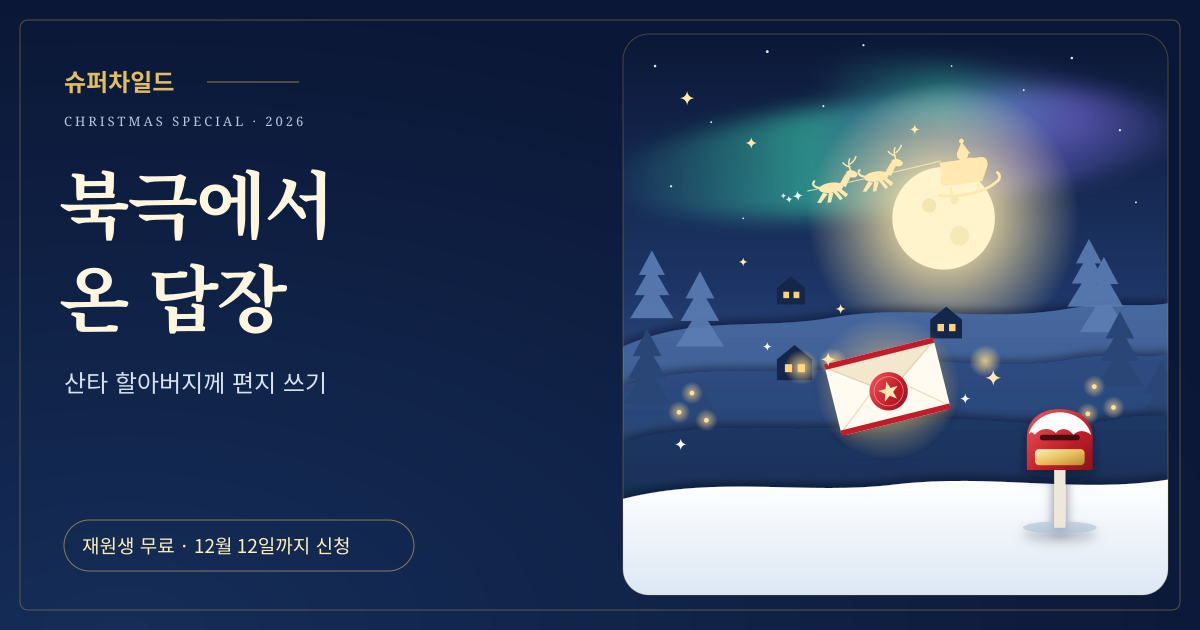 슈퍼차일드
CHRISTMAS SPECIAL · 2026
북극에서
온 답장
산타 할아버지께 편지 쓰기
재원생 무료 · 12월 12일까지 신청